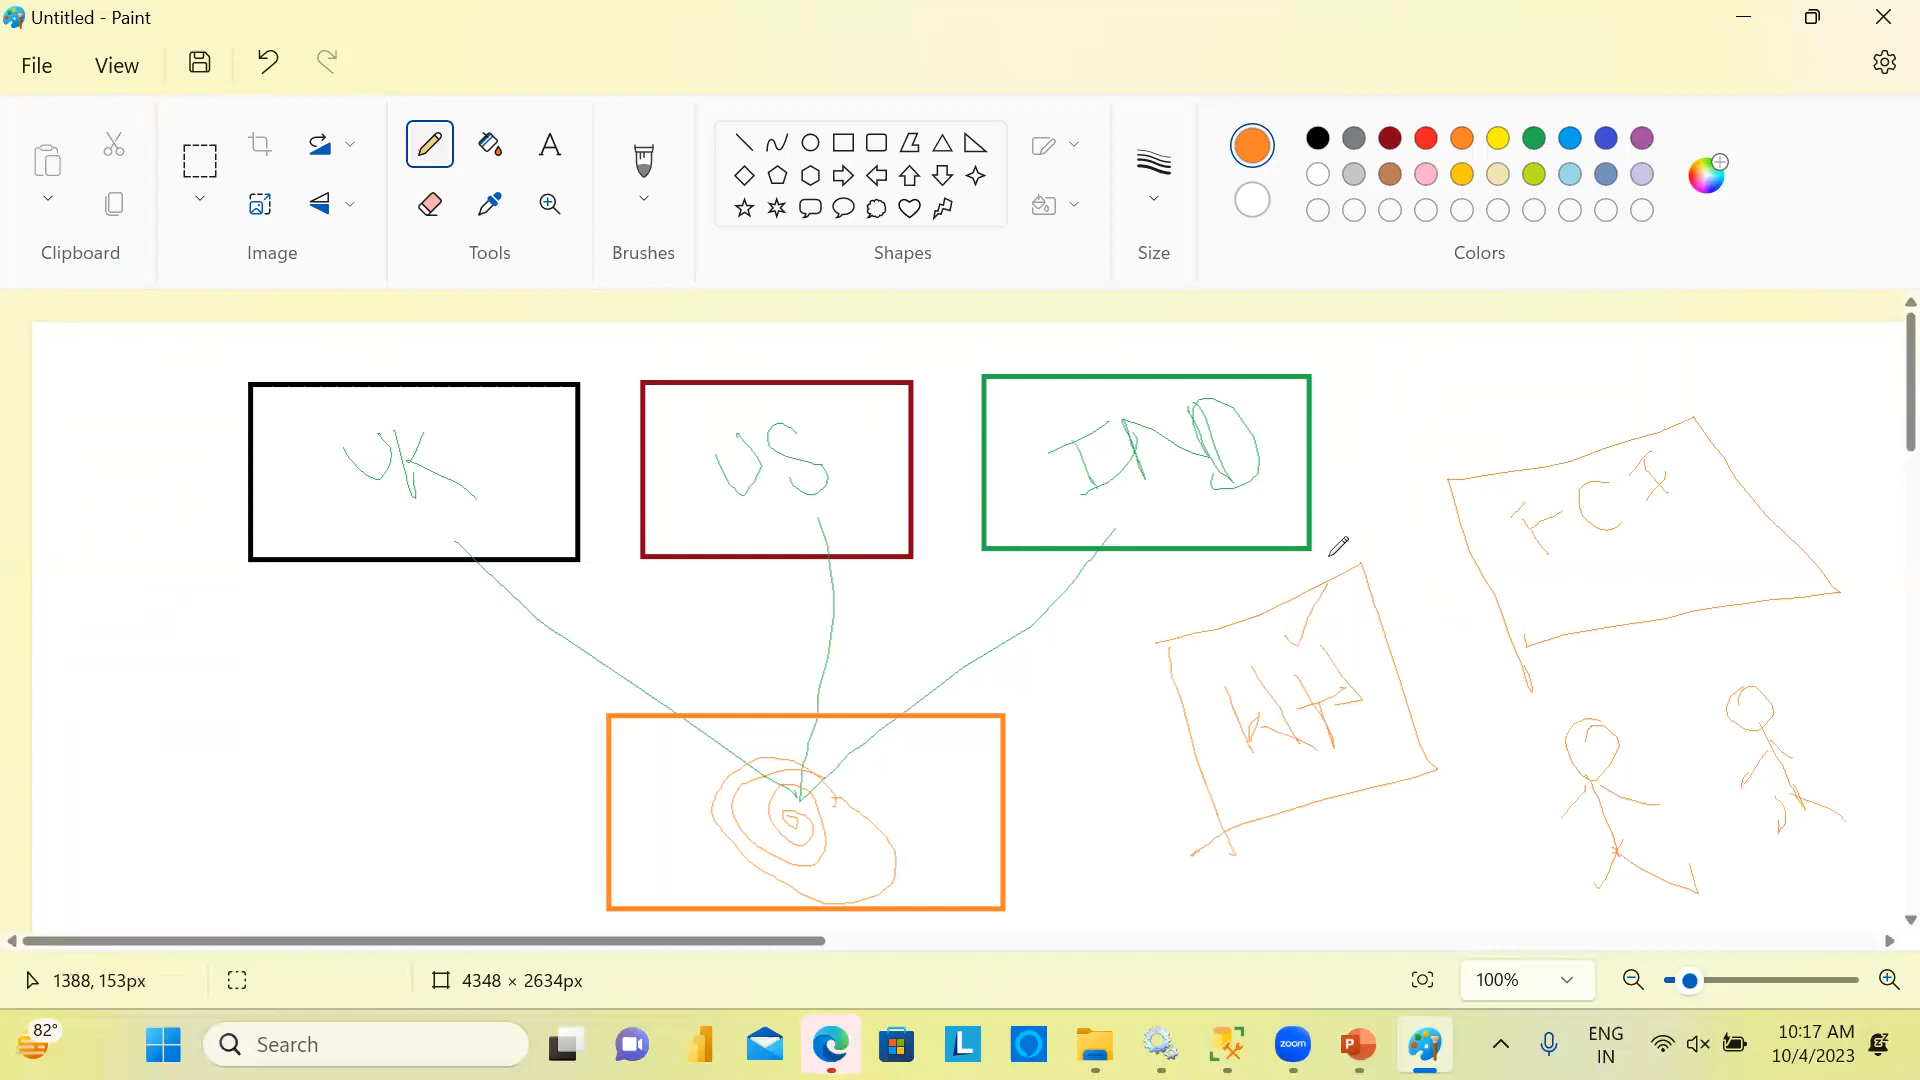 Untitled - Paint
File View
Clipboard
Image
Tools
Brushes
Shapes
Size
Colors
UK
US
IND
1388, 153px
4348 × 2634px
100%
82°
Search
zoom
ENG
IN
10:17 AM
10/4/2023